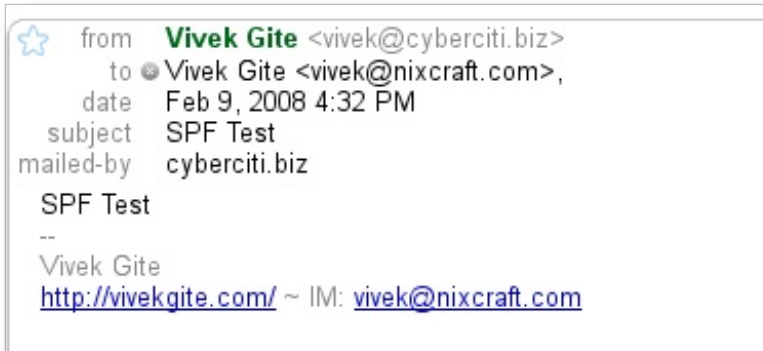 from Vivek Gite <vivek@cyberciti.biz>
to Vivek Gite <vivek@nixcraft.com>,
date Feb 9, 2008 4:32 PM
subject SPF Test
mailed-by cyberciti.biz
SPF Test
--
Vivek Gite
http://vivekgite.com/ ~ IM: vivek@nixcraft.com